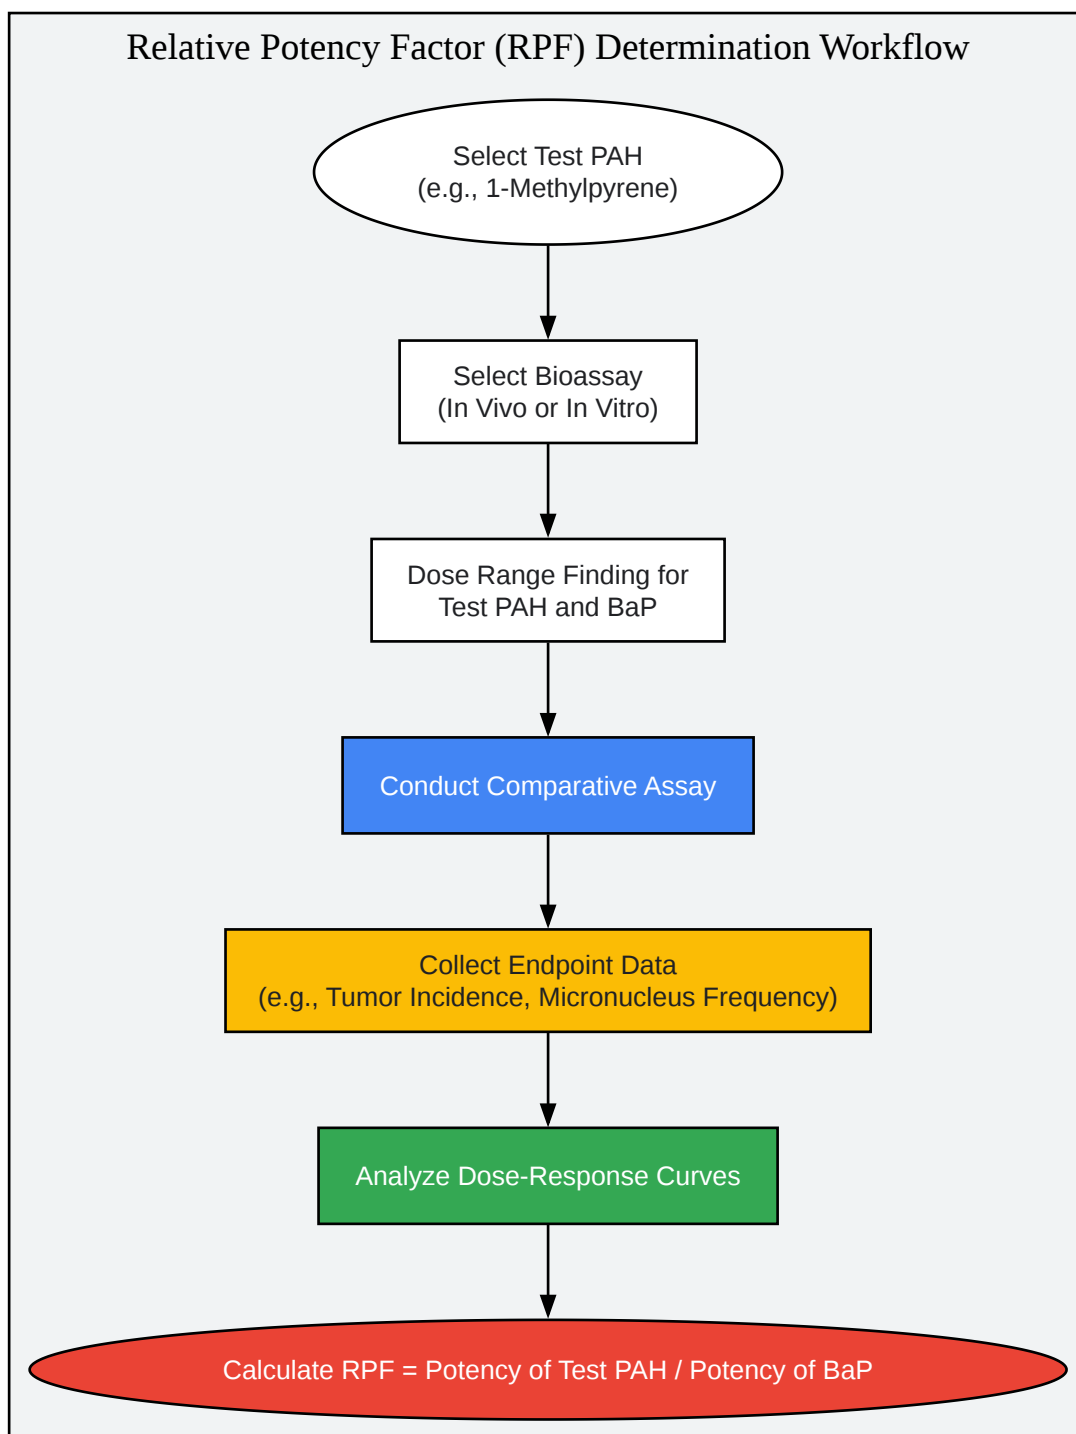 Relative Potency Factor (RPF) Determination Workflow
Select Test PAH
(e.g., 1-Methylpyrene)
Select Bioassay
(In Vivo or In Vitro)
Dose Range Finding for
Test PAH and BaP
Conduct Comparative Assay
Collect Endpoint Data
(e.g., Tumor Incidence, Micronucleus Frequency)
Analyze Dose-Response Curves
Calculate RPF = Potency of Test PAH / Potency of BaP